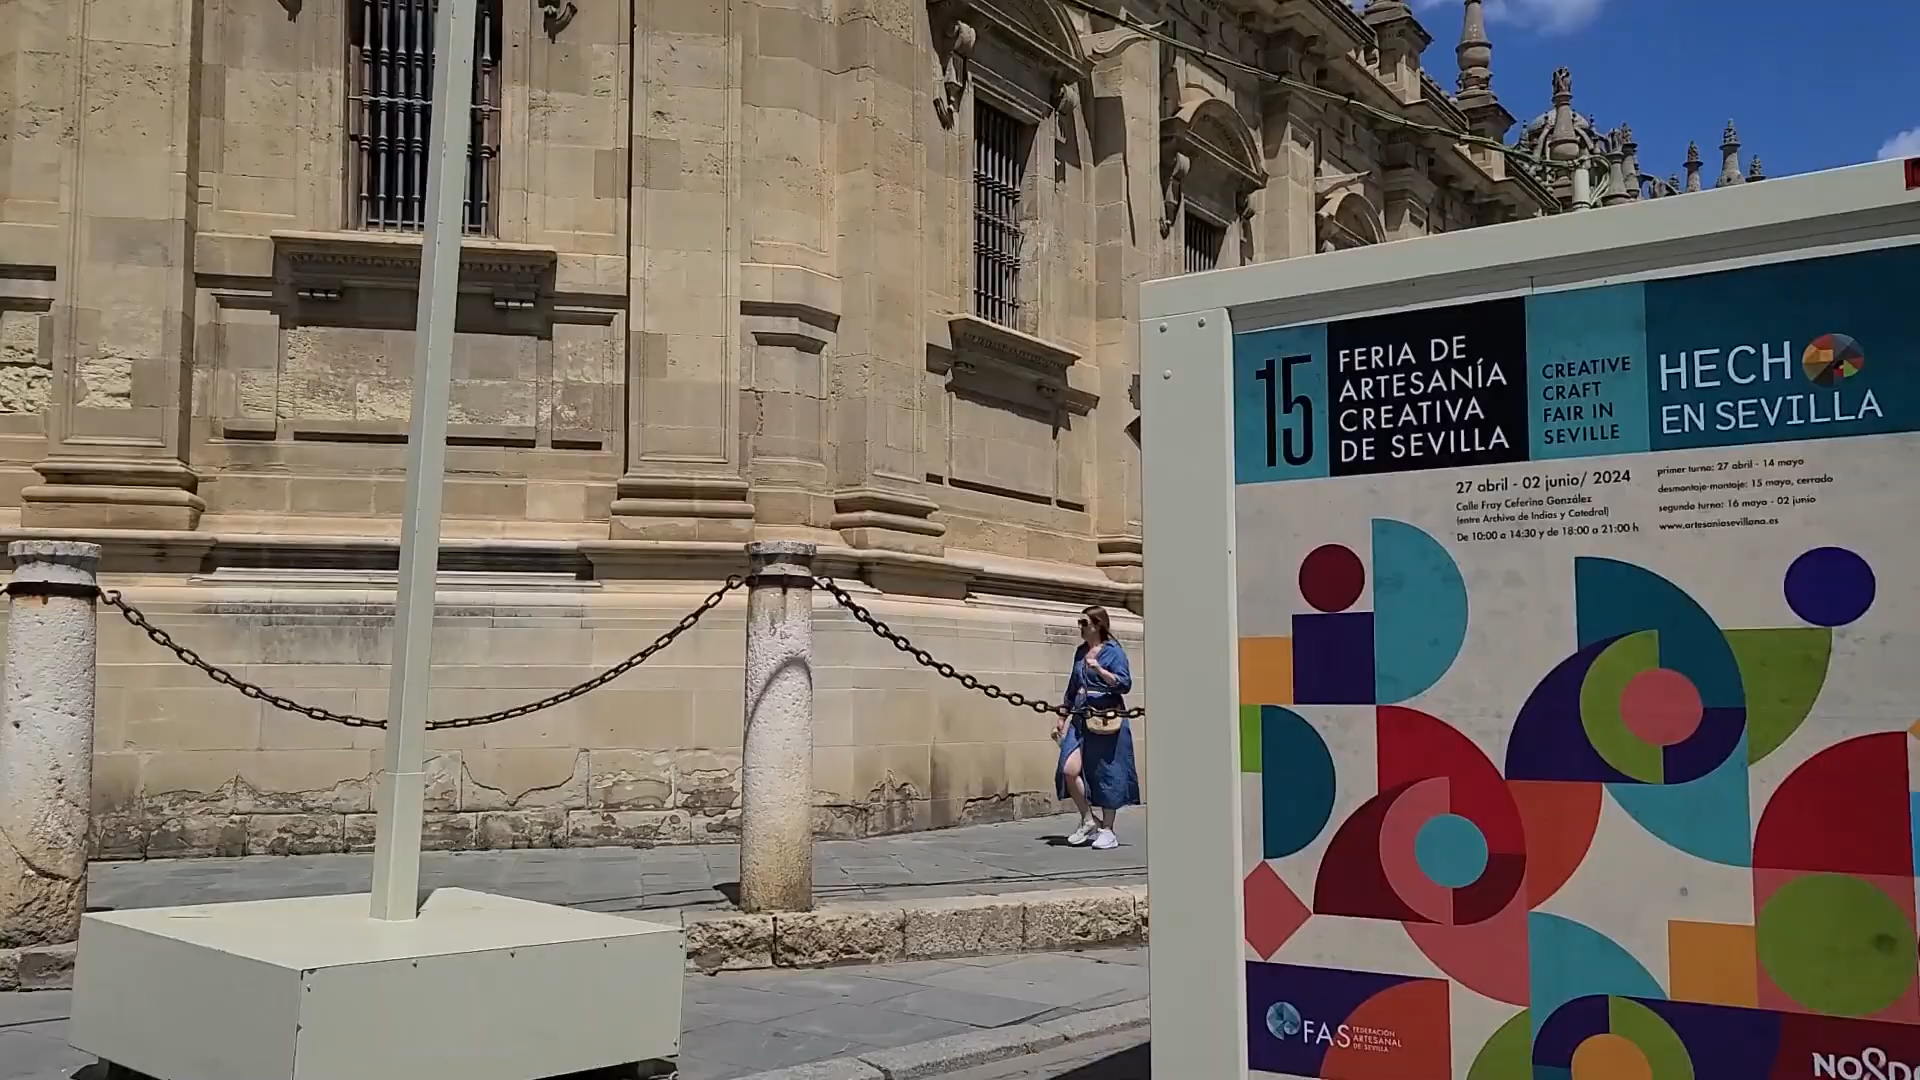 15
FERIA DE
ARTESANÍA
CREATIVA
DE SEVILLA
CREATIVE
CRAFT
FAIR IN
SEVILLE
HECHO
EN SEVILLA
27 abril - 02 junio/ 2024
Calle Fray Ceferino González
(entre Archivo de Indias y Catedral)
De 10:00 a 14:30 y de 18:00 a 21:00 h
primer turno: 27 abril - 14 mayo
desmontaje-montaje: 15 mayo, cerrado
segundo turno: 16 mayo - 02 junio
www.artesaniasevillana.es
FAS
FEDERACION
ARTESANAL
DE SEVILLA
NO8DO